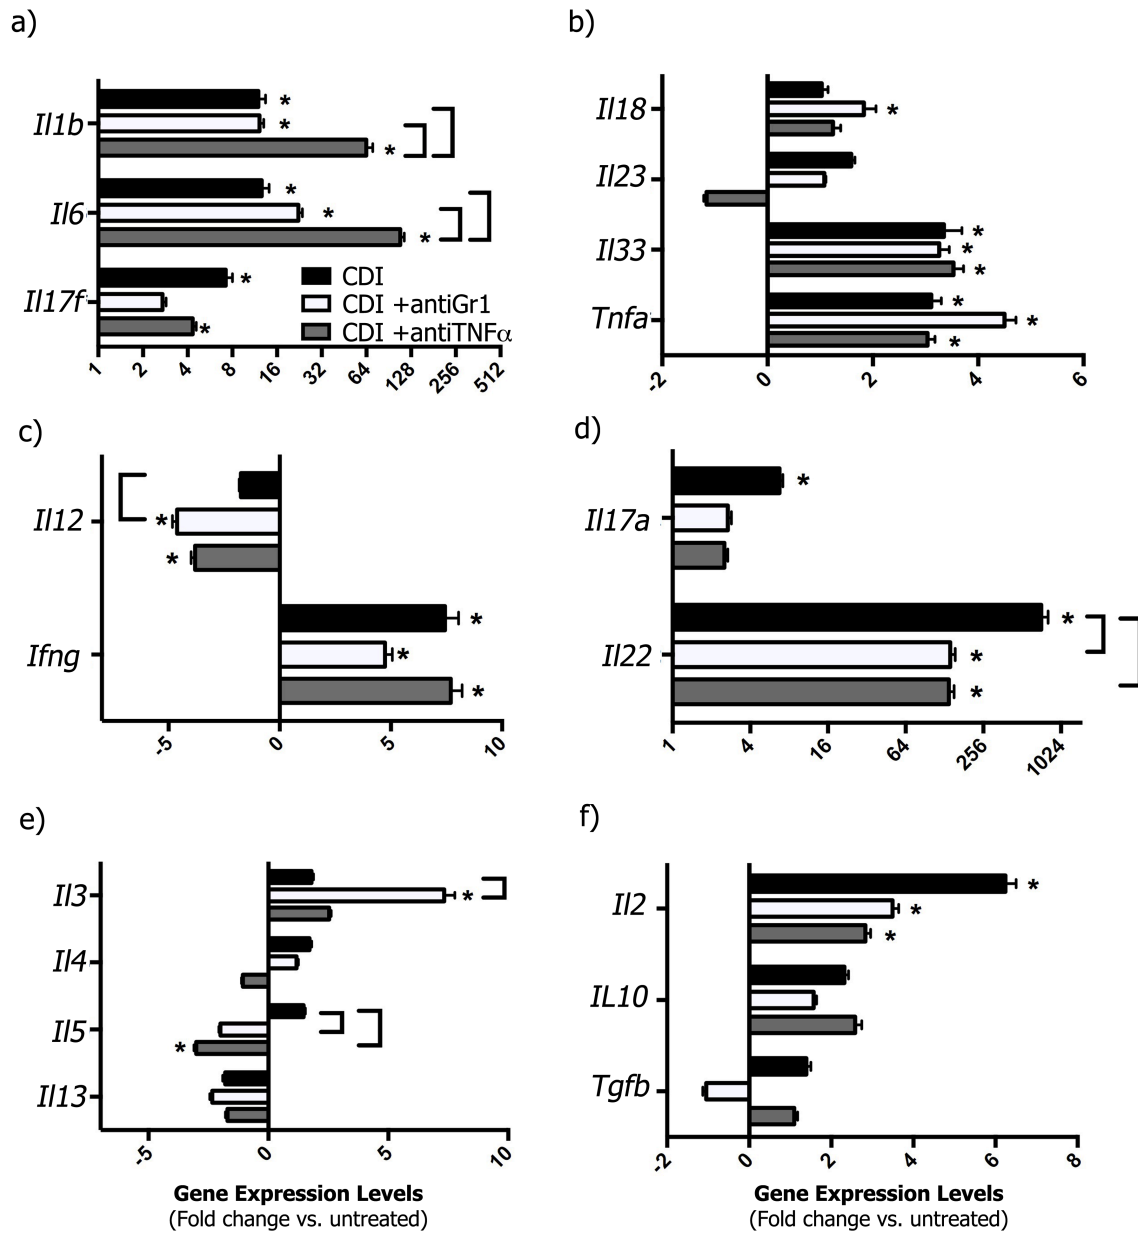 a)
Il1b
*
*
*
Il6
*
*
*
Il17f
*
*
CDI
CDI +antiGr1
CDI +antiTNFα
1 2 4 8 16 32 64 128 256 512
b)
Il18
*
Il23
Il33
*
*
*
Tnfa
*
*
*
-2 0 2 4 6
c)
Il12
*
*
Ifng
*
*
*
-5 0 5 10
d)
Il17a
*
Il22
*
*
*
1 4 16 64 256 1024
e)
Il3
*
Il4
Il5
*
Il13
-5 0 5 10
Gene Expression Levels
(Fold change vs. untreated)
f)
Il2
*
*
*
IL10
Tgfb
-2 0 2 4 6 8
Gene Expression Levels
(Fold change vs. untreated)